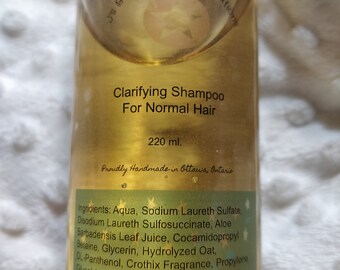 Clarifying Shampoo
For Normal Hair
220 ml.
Proudly Handmade in Ottawa, Ontario
Ingredients: Aqua, Sodium Laureth Sulfate,
Disodium Laureth Sulfosuccinate, Aloe
Barbadensis Leaf Juice, Cocamidopropyl
Betaine, Glycerin, Hydrolyzed Oat,
DL-Panthenol, Crothix Fragrance, Propylene